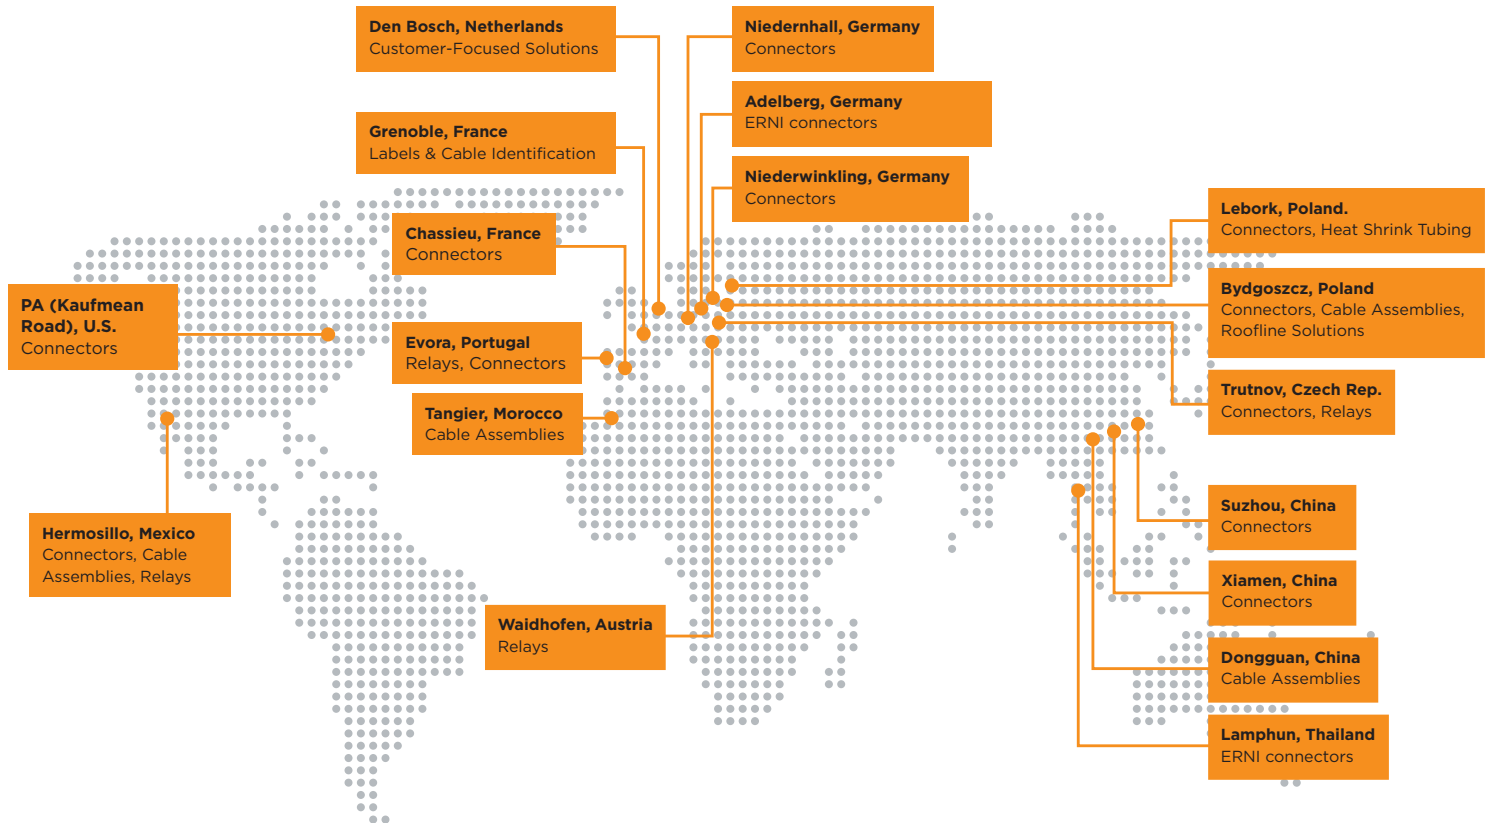 Den Bosch, Netherlands
Customer-Focused Solutions
Niedernhall, Germany
Connectors
Adelberg, Germany
ERNI connectors
Grenoble, France
Labels & Cable Identification
Niederwinkling, Germany
Connectors
Chassieu, France
Connectors
Lebork, Poland.
Connectors, Heat Shrink Tubing
PA (Kaufmean
Road), U.S.
Connectors
Bydgoszcz, Poland
Connectors, Cable Assemblies,
Roofline Solutions
Evora, Portugal
Relays, Connectors
Trutnov, Czech Rep.
Connectors, Relays
Tangier, Morocco
Cable Assemblies
Hermosillo, Mexico
Connectors, Cable
Assemblies, Relays
Suzhou, China
Connectors
Xiamen, China
Connectors
Waidhofen, Austria
Relays
Dongguan, China
Cable Assemblies
Lamphun, Thailand
ERNI connectors